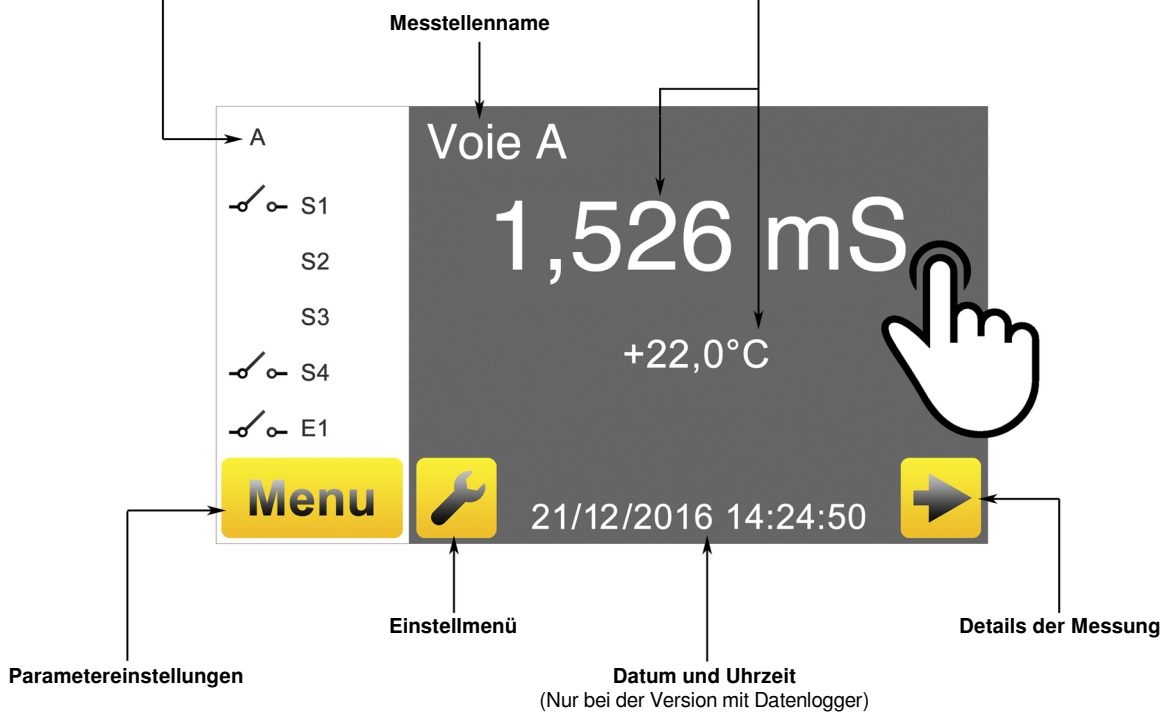 Messtellenname
A
Voie A
S1
1,526 mS
S2
S3
+22,0°C
S4
E1
Menu
21/12/2016 14:24:50
Einstellmenü
Details der Messung
Parametereinstellungen
Datum und Uhrzeit
(Nur bei der Version mit Datenlogger)